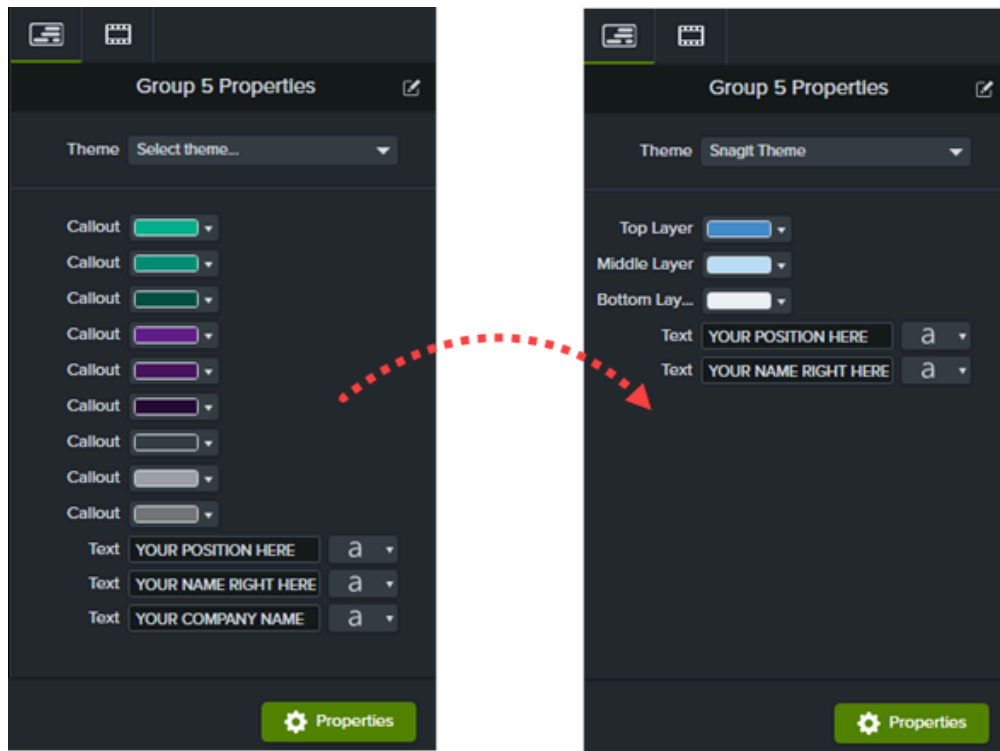 Group 5 Properties
Theme Select theme...
Callout
Callout
Callout
Callout
Callout
Callout
Callout
Callout
Callout
Text YOUR POSITION HERE a
Text YOUR NAME RIGHT HERE a
Text YOUR COMPANY NAME a
Properties
Group 5 Properties
Theme SnagIt Theme
Top Layer
Middle Layer
Bottom Lay...
Text YOUR POSITION HERE a
Text YOUR NAME RIGHT HERE a
Properties